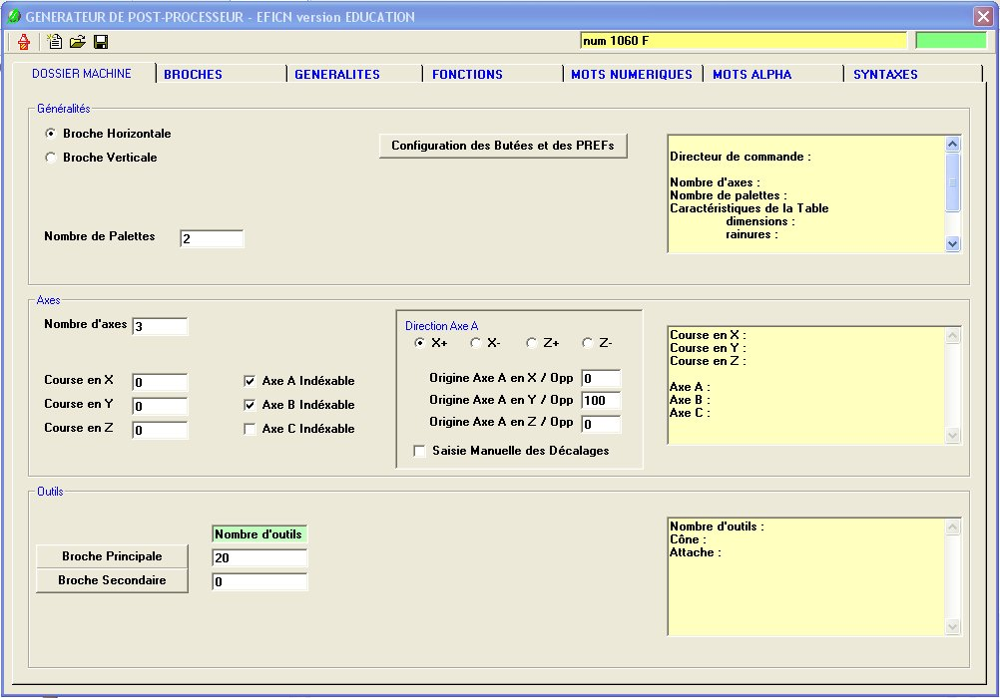 GENERATEUR DE POST-PROCESSEUR - EFICN version EDUCATION
num 1060 F
DOSSIER MACHINE
BROCHES
GENERALITES
FONCTIONS
MOTS NUMERIQUES
MOTS ALPHA
SYNTAXES
Généralités
Broche Horizontale
Broche Verticale
Configuration des Butées et des PREFs
Nombre de Palettes 2
Directeur de commande :
Nombre d'axes :
Nombre de palettes :
Caractéristiques de la Table
dimensions :
rainures :
Axes
Nombre d'axes 3
Course en X 0
Course en Y 0
Course en Z 0
Axe A Indéxable
Axe B Indéxable
Axe C Indéxable
Direction Axe A
X+ X- Z+ Z-
Origine Axe A en X / Opp 0
Origine Axe A en Y / Opp 100
Origine Axe A en Z / Opp 0
Saisie Manuelle des Décalages
Course en X :
Course en Y :
Course en Z :
Axe A :
Axe B :
Axe C :
Outils
Nombre d'outils
Broche Principale 20
Broche Secondaire 0
Nombre d'outils :
Cône :
Attache :